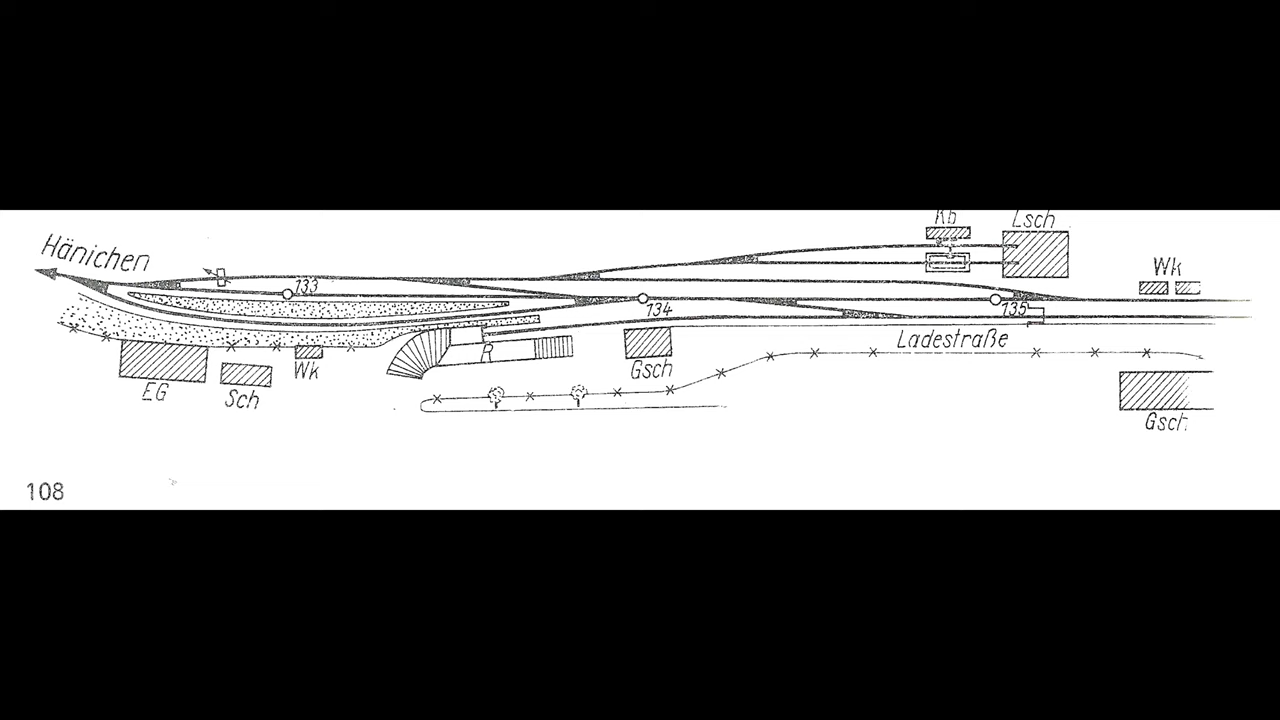 Hänichen
Kb
Lsch
Wk
133
134
135
Ladestraße
R
Gsch
Wk
EG
Sch
Gsch.
108